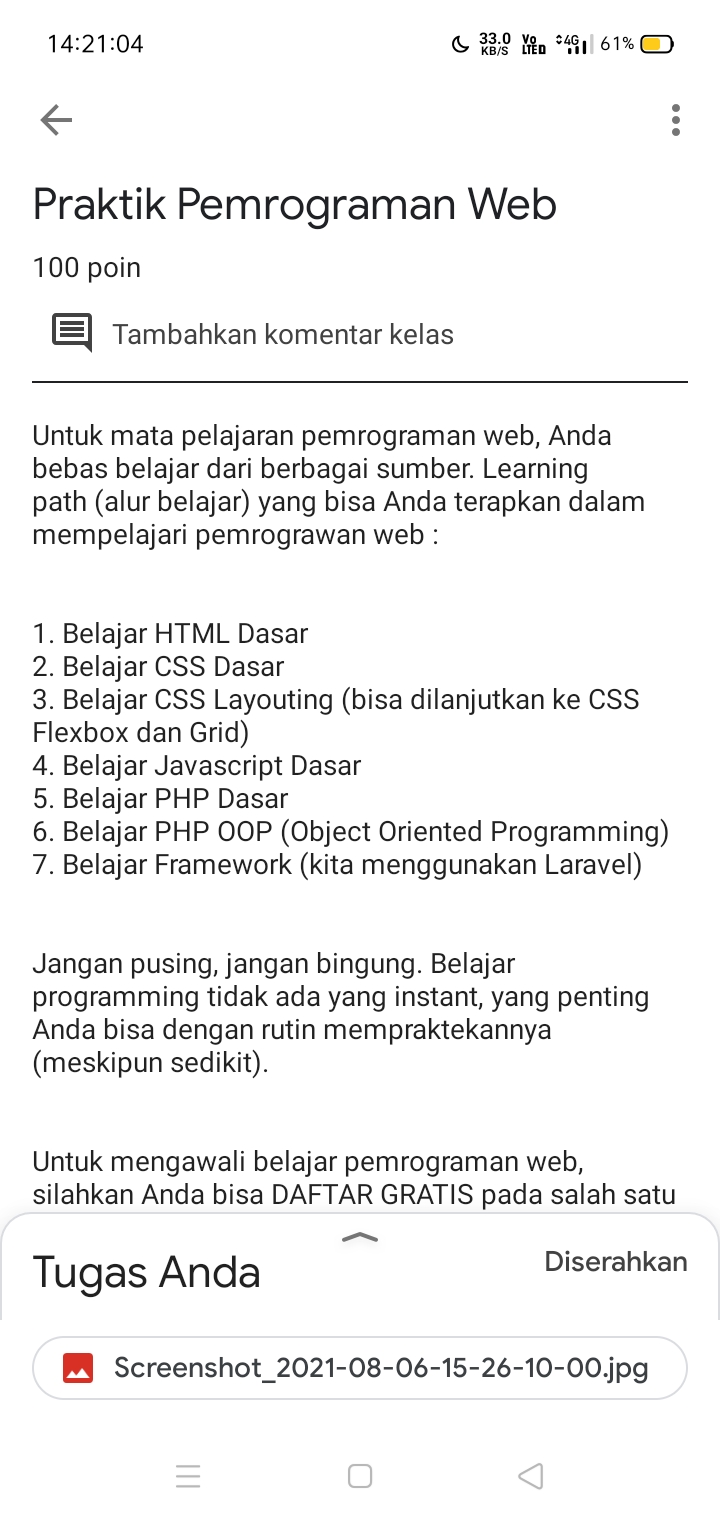 14:21:04
33.0 KB/S Vo LTE 4G 61%
Praktik Pemrograman Web
100 poin
Tambahkan komentar kelas
Untuk mata pelajaran pemrograman web, Anda
bebas belajar dari berbagai sumber. Learning
path (alur belajar) yang bisa Anda terapkan dalam
mempelajari pemrograwan web :
1. Belajar HTML Dasar
2. Belajar CSS Dasar
3. Belajar CSS Layouting (bisa dilanjutkan ke CSS
Flexbox dan Grid)
4. Belajar Javascript Dasar
5. Belajar PHP Dasar
6. Belajar PHP OOP (Object Oriented Programming)
7. Belajar Framework (kita menggunakan Laravel)
Jangan pusing, jangan bingung. Belajar
programming tidak ada yang instant, yang penting
Anda bisa dengan rutin mempraktekannya
(meskipun sedikit).
Untuk mengawali belajar pemrograman web,
silahkan Anda bisa DAFTAR GRATIS pada salah satu
Tugas Anda
Diserahkan
Screenshot_2021-08-06-15-26-10-00.jpg